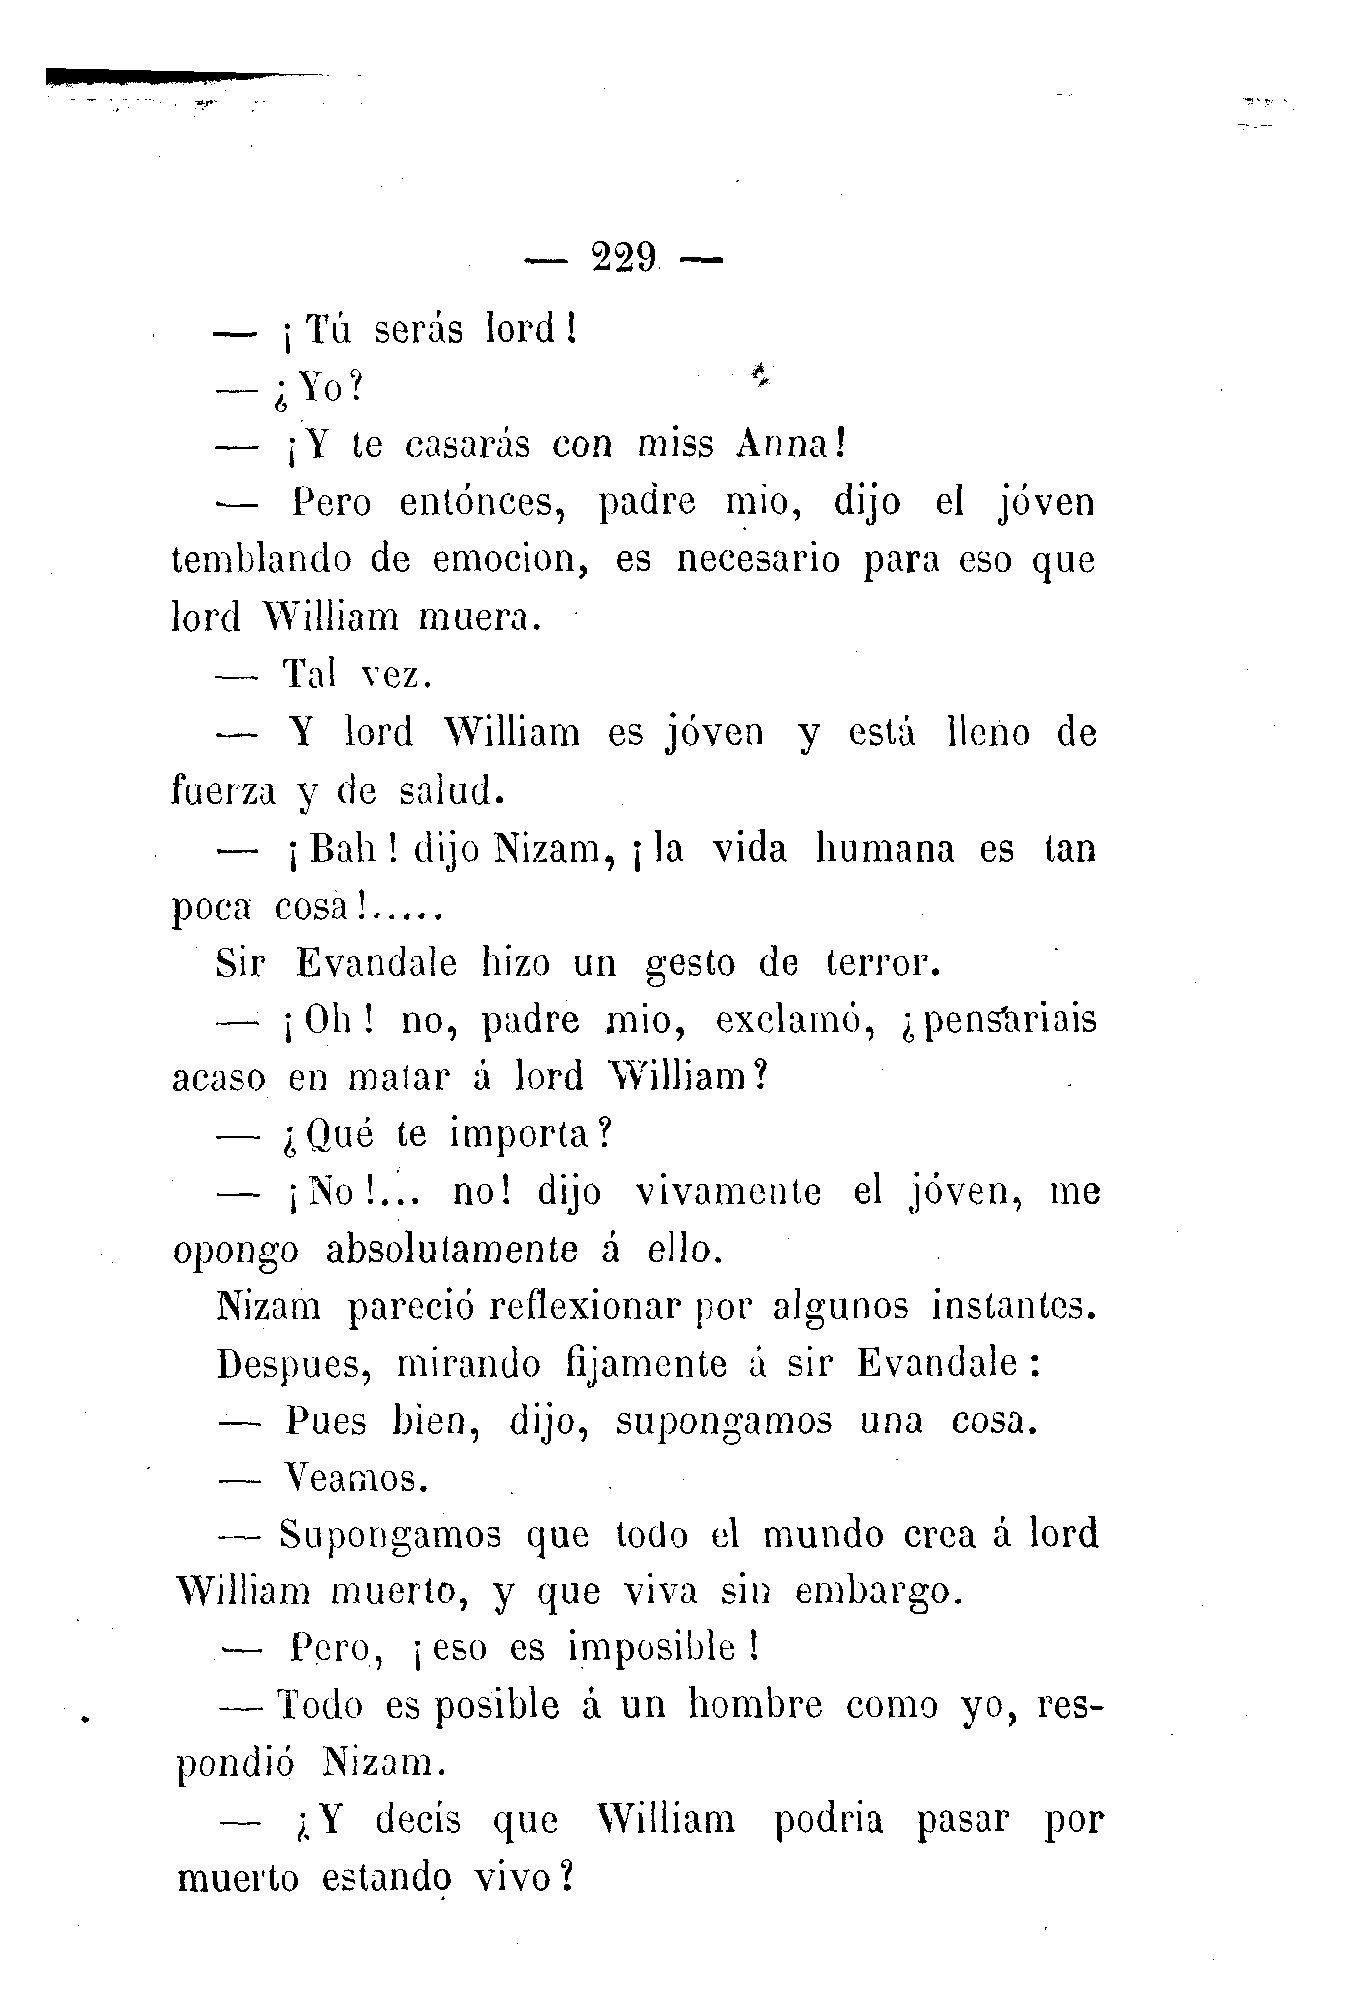 — 229 —
— ¡Tú serás lord!
— ¿Yo?
— ¡Y te casarás con miss Anna!
— Pero entónces, padre mio, dijo el jóven
temblando de emocion, es necesario para eso que
lord William muera.
— Tal vez.
— Y lord William es jóven y está lleno de
fuerza y de salud.
— ¡Bah! dijo Nizam, ¡la vida humana es tan
poca cosa!.....
Sir Evandale hizo un gesto de terror.
— ¡Oh! no, padre mio, exclamó, ¿pensariais
acaso en matar á lord William?
— ¿Qué te importa?
— ¡No!... no! dijo vivamente el jóven, me
opongo absolutamente á ello.
Nizam pareció reflexionar por algunos instantes.
Despues, mirando fijamente á sir Evandale:
— Pues bien, dijo, supongamos una cosa.
— Veamos.
— Supongamos que todo el mundo crea á lord
William muerto, y que viva sin embargo.
— Pero, ¡eso es imposible!
— Todo es posible á un hombre como yo, res-
pondió Nizam.
— ¿Y decís que William podria pasar por
muerto estando vivo?